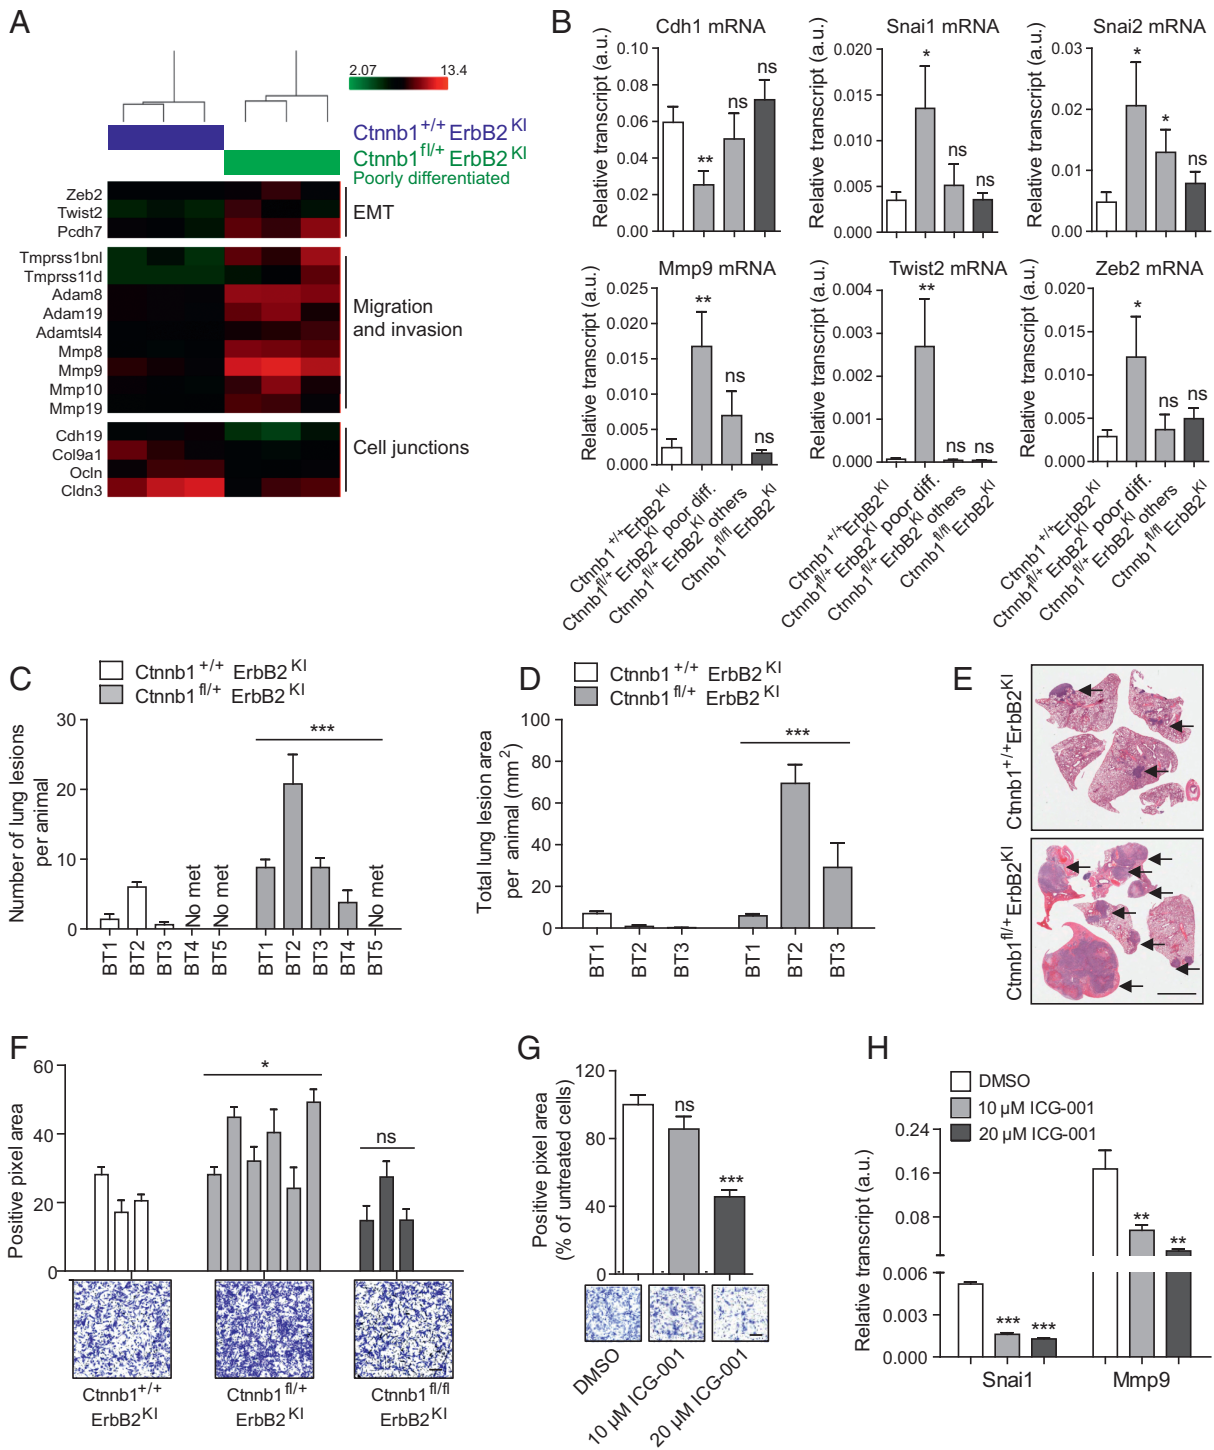 A
2.07 13.4
Ctnnb1+/+ ErbB2KI
Ctnnb1fl/+ ErbB2KI
Poorly differentiated
Zeb2
Twist2
Pcdh7
EMT
Tmprss1bnl
Tmprss11d
Adam8
Adam19
Adamtsl4
Mmp8
Mmp9
Mmp10
Mmp19
Migration
and invasion
Cdh19
Col9a1
Ocln
Cldn3
Cell junctions
B
Cdh1 mRNA
Relative transcript (a.u.)
0.10
0.08
0.06
0.04
0.02
0.00
**
ns
ns
Snai1 mRNA
Relative transcript (a.u.)
0.020
0.015
0.010
0.005
0.000
*
ns
ns
Snai2 mRNA
Relative transcript (a.u.)
0.03
0.02
0.01
0.00
*
*
ns
Mmp9 mRNA
Relative transcript (a.u.)
0.025
0.020
0.015
0.010
0.005
0.000
**
ns
ns
Ctnnb1+/+ErbB2KI
Ctnnb1fl/+ ErbB2KI poor diff.
Ctnnb1fl/+ ErbB2KI others
Ctnnb1fl/fl ErbB2KI
Twist2 mRNA
Relative transcript (a.u.)
0.004
0.003
0.002
0.001
0.000
**
ns
ns
Ctnnb1+/+ErbB2KI
Ctnnb1fl/+ ErbB2KI poor diff.
Ctnnb1fl/+ ErbB2KI others
Ctnnb1fl/fl ErbB2KI
Zeb2 mRNA
Relative transcript (a.u.)
0.020
0.015
0.010
0.005
0.000
*
ns
ns
Ctnnb1+/+ErbB2KI
Ctnnb1fl/+ ErbB2KI poor diff.
Ctnnb1fl/+ ErbB2KI others
Ctnnb1fl/fl ErbB2KI
C
Ctnnb1+/+ ErbB2KI
Ctnnb1fl/+ ErbB2KI
Number of lung lesions
per animal
30
20
10
0
***
No met
No met
No met
BT1 BT2 BT3 BT4 BT5 BT1 BT2 BT3 BT4 BT5
D
Ctnnb1+/+ ErbB2KI
Ctnnb1fl/+ ErbB2KI
Total lung lesion area
per animal (mm2)
100
80
60
40
20
0
***
BT1 BT2 BT3 BT1 BT2 BT3
E
Ctnnb1+/+ErbB2KI
Ctnnb1fl/+ErbB2KI
F
Positive pixel area
60
40
20
0
*
ns
Ctnnb1+/+
ErbB2KI
Ctnnb1fl/+
ErbB2KI
Ctnnb1fl/fl
ErbB2KI
G
Positive pixel area
(% of untreated cells)
120
80
40
0
ns
***
DMSO
10 µM ICG-001
20 µM ICG-001
H
DMSO
10 µM ICG-001
20 µM ICG-001
Relative transcript (a.u.)
0.24
0.16
0.08
0.006
0.003
0.000
*** ***
** **
Snai1 Mmp9